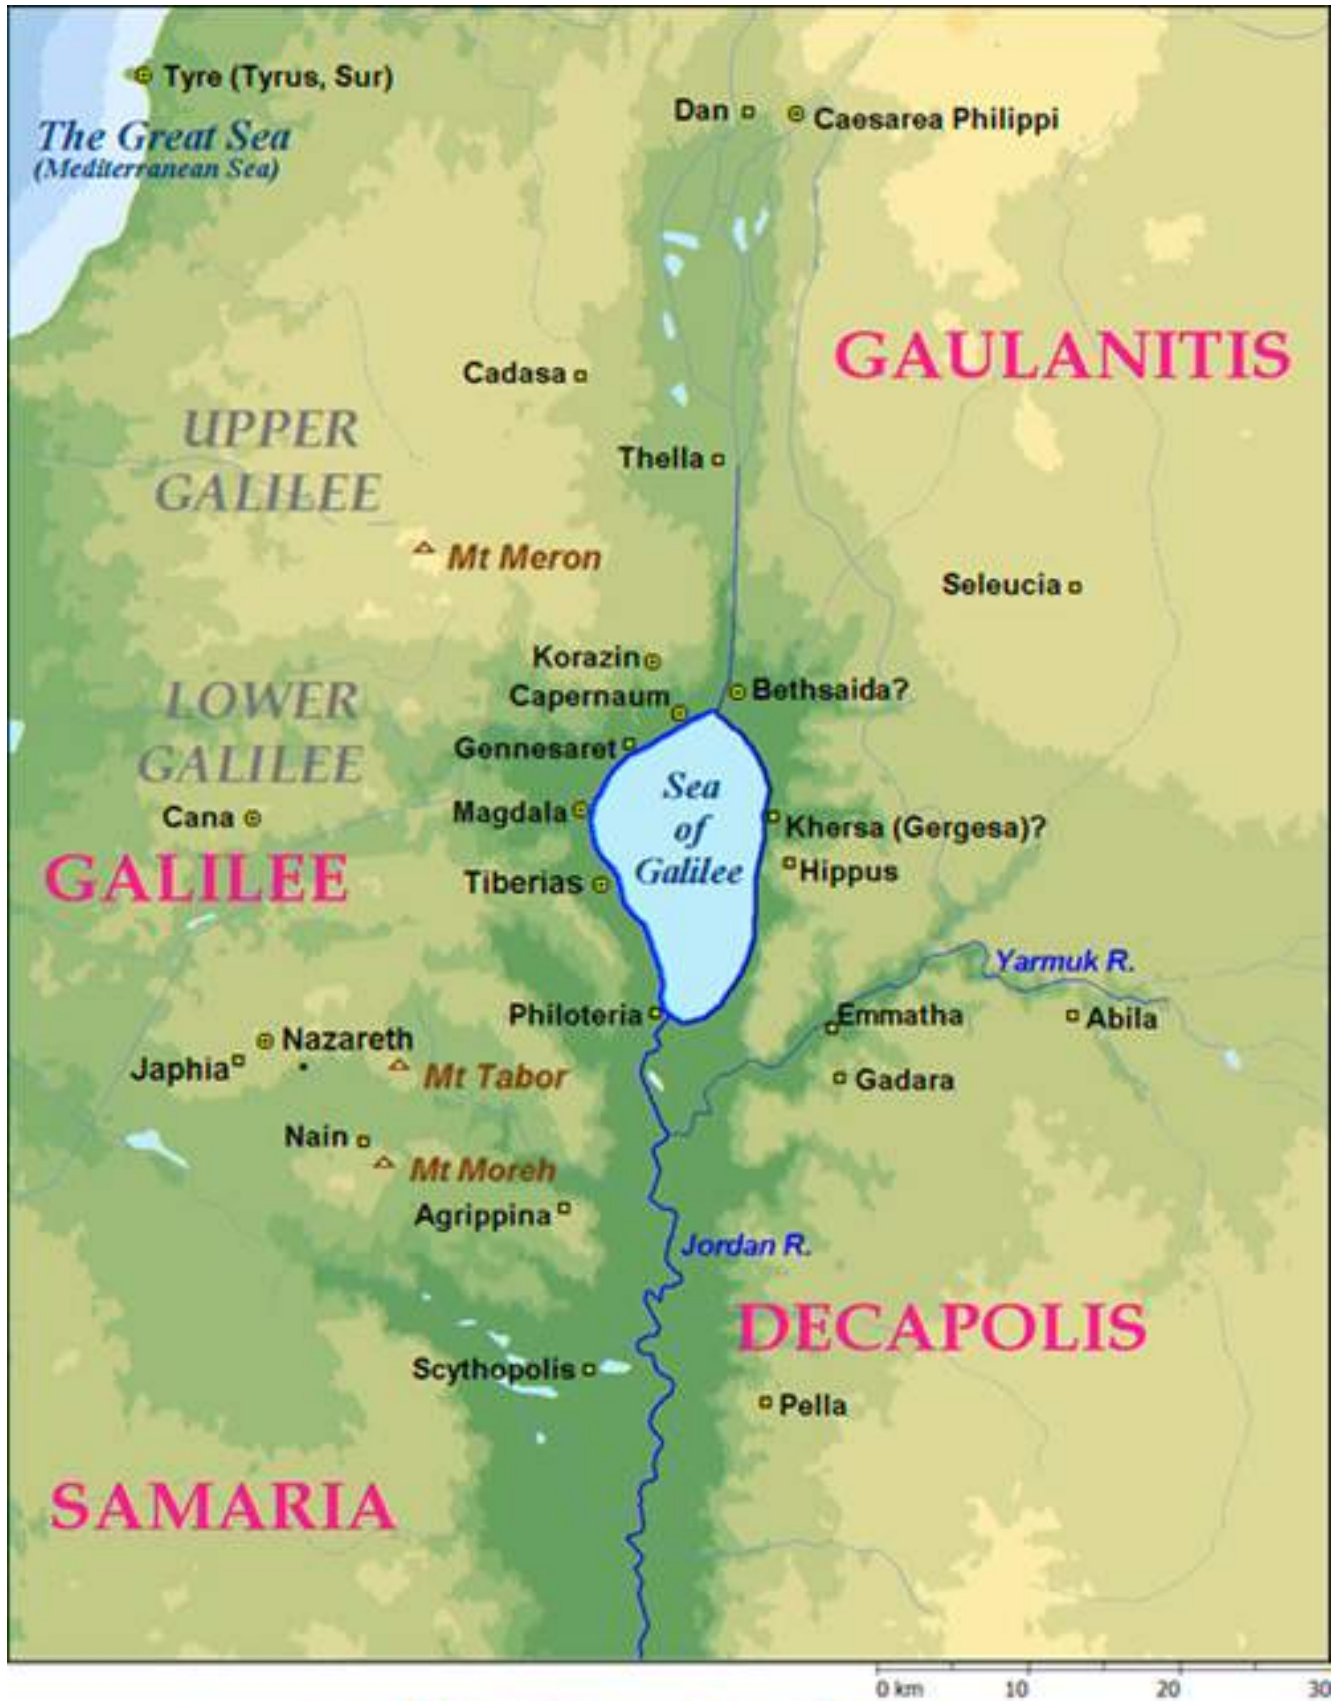 Tyre (Tyrus, Sur)
The Great Sea
(Mediterranean Sea)
Dan
Caesarea Philippi
GAULANITIS
Cadasa
UPPER
GALILEE
Thella
Mt Meron
Seleucia
Korazin
Capernaum
Bethsaida?
LOWER
GALILEE
Gennesaret
Sea
of
Galilee
Cana
Magdala
Khersa (Gergesa)?
GALILEE
Tiberias
Hippus
Yarmuk R.
Philoteria
Emmatha
Abila
Nazareth
Japhia
Mt Tabor
Gadara
Nain
Mt Moreh
Agrippina
Jordan R.
DECAPOLIS
Scythopolis
Pella
SAMARIA
0 km 10 20 30